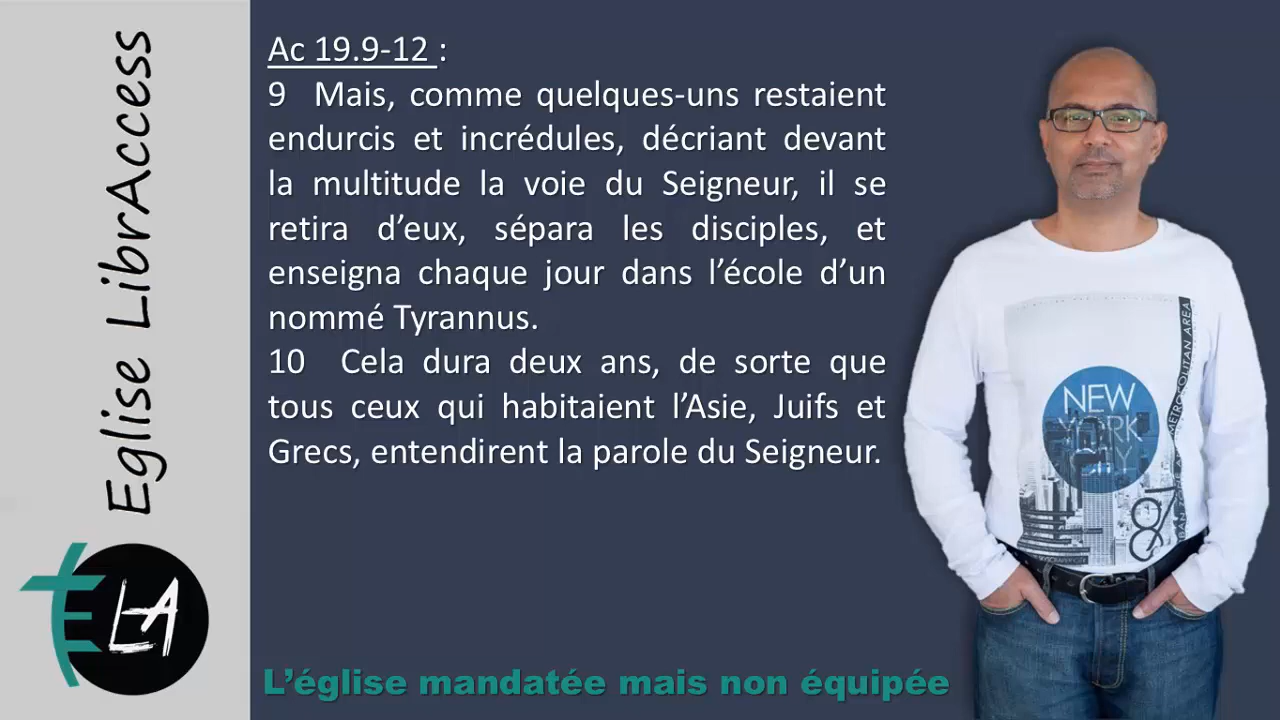 Eglise LibrAccess
ELA
Ac 19.9-12 :
9 Mais, comme quelques-uns restaient
endurcis et incrédules, décriant devant
la multitude la voie du Seigneur, il se
retira d’eux, sépara les disciples, et
enseigna chaque jour dans l’école d’un
nommé Tyrannus.
10 Cela dura deux ans, de sorte que
tous ceux qui habitaient l’Asie, Juifs et
Grecs, entendirent la parole du Seigneur.
L’église mandatée mais non équipée
NEW
YORK
CITY
METROPOLITAN AREA